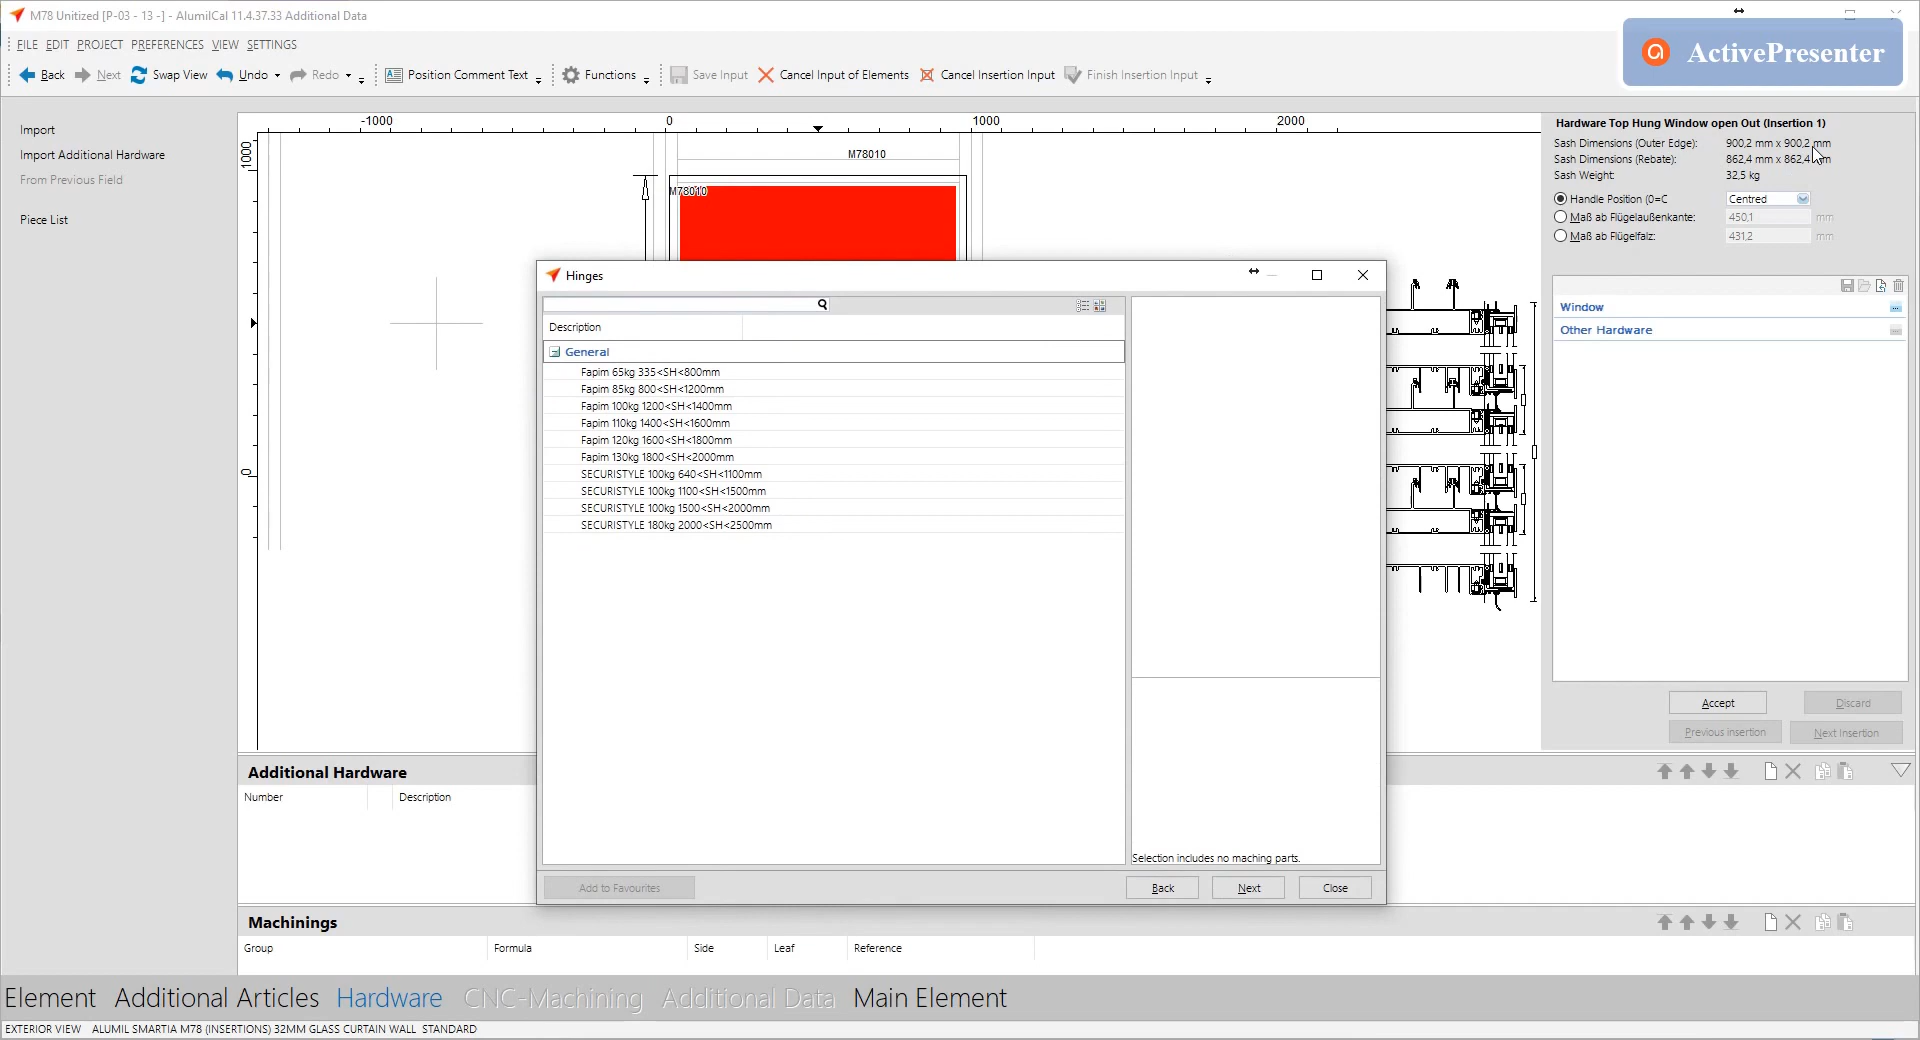 M78 Unitized [P-03 - 13 -] - AlumilCal 11.4.37.33 Additional Data
FILE EDIT PROJECT PREFERENCES VIEW SETTINGS
Back Next Swap View Undo Redo Position Comment Text Functions Save Input Cancel Input of Elements Cancel Insertion Input Finish Insertion Input
ActivePresenter
Import
Import Additional Hardware
From Previous Field
Piece List
-1000 0 1000 2000
1000
0
M78010
M78010
Hardware Top Hung Window open Out (Insertion 1)
Sash Dimensions (Outer Edge): 900,2 mm x 900,2 mm
Sash Dimensions (Rebate): 862,4 mm x 862,4 mm
Sash Weight: 32,5 kg
Handle Position (0=C Centred
Maß ab Flügelaußenkante: 450,1 mm
Maß ab Flügelfalz: 431,2 mm
Window
Other Hardware
Accept Discard
Previous insertion Next Insertion
Hinges
Description
General
Fapim 65kg 335<SH<800mm
Fapim 85kg 800<SH<1200mm
Fapim 100kg 1200<SH<1400mm
Fapim 110kg 1400<SH<1600mm
Fapim 120kg 1600<SH<1800mm
Fapim 130kg 1800<SH<2000mm
SECURISTYLE 100kg 640<SH<1100mm
SECURISTYLE 100kg 1100<SH<1500mm
SECURISTYLE 100kg 1500<SH<2000mm
SECURISTYLE 180kg 2000<SH<2500mm
Selection includes no maching parts.
Add to Favourites Back Next Close
Additional Hardware
Number Description
Machinings
Group Formula Side Leaf Reference
Element Additional Articles Hardware CNC-Machining Additional Data Main Element
EXTERIOR VIEW ALUMIL SMARTIA M78 (INSERTIONS) 32MM GLASS CURTAIN WALL STANDARD